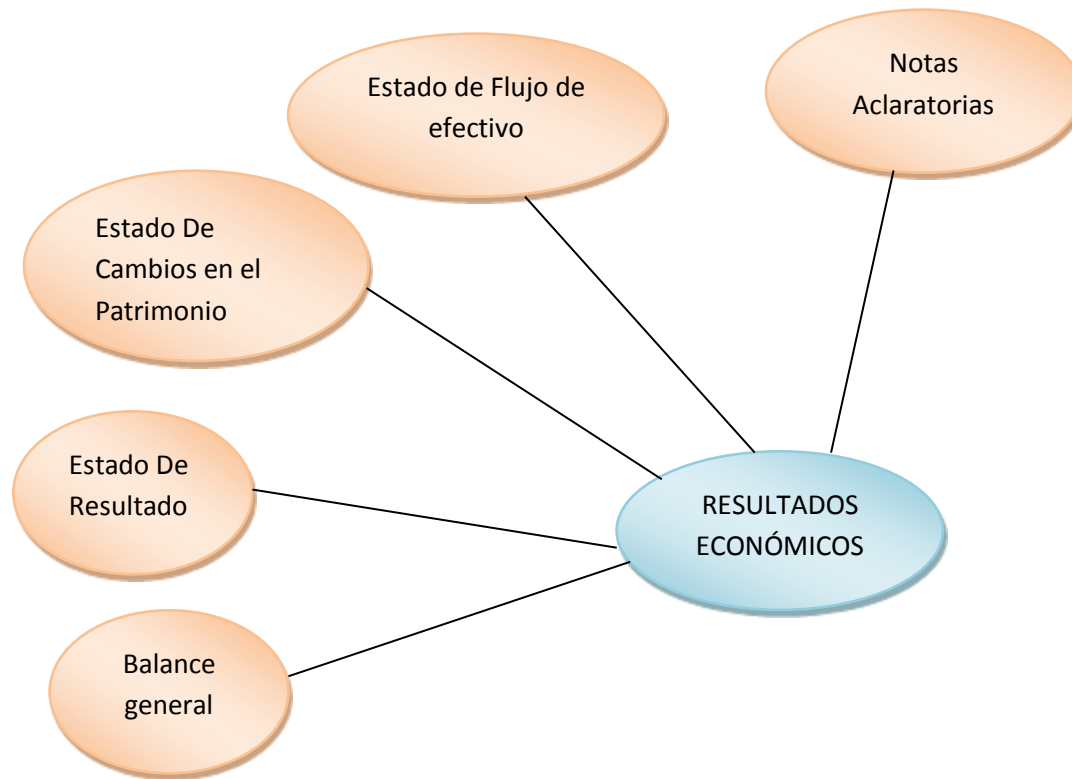 Notas
Aclaratorias
Estado de Flujo de
efectivo
Estado De
Cambios en el
Patrimonio
Estado De
Resultado
RESULTADOS
ECONÓMICOS
Balance
general